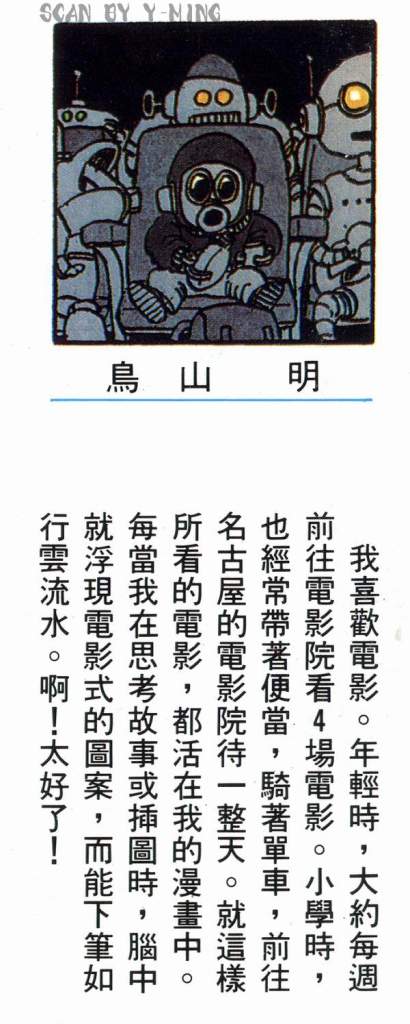 SCAN BY Y-MING
鳥山 明
我喜歡電影。年輕時，大約每週
前往電影院看4場電影。小學時，
也經常帶著便當，騎著單車，前往
名古屋的電影院待一整天。就這樣
所看的電影，都活在我的漫畫中。
每當我在思考故事或插圖時，腦中
就浮現電影式的圖案，而能下筆如
行雲流水。啊！太好了！